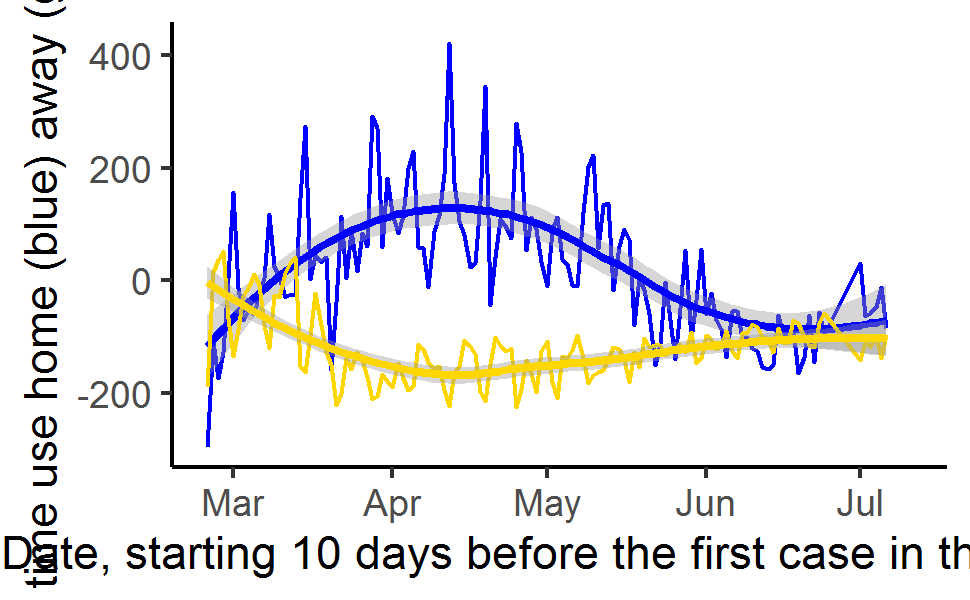 time use home (blue) away (
400
200
0
-200
Mar Apr May Jun Jul
Date, starting 10 days before the first case in th